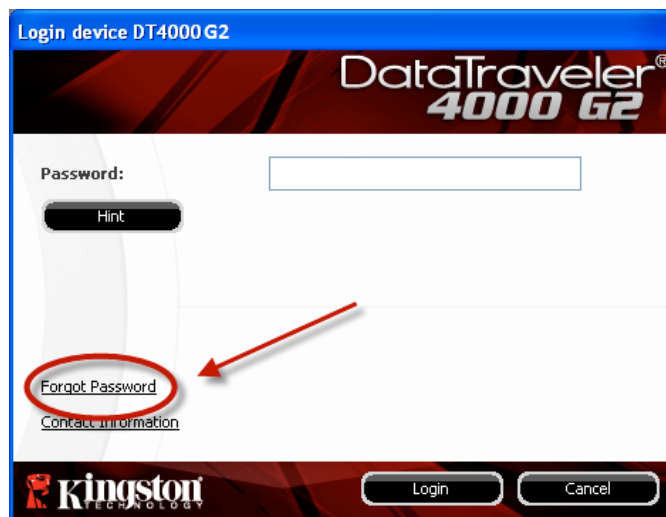 Login device DT4000 G2
DataTraveler®
4000 G2
Password:
Hint
Forgot Password
Contact Information
Kingston
TECHNOLOGY
Login
Cancel